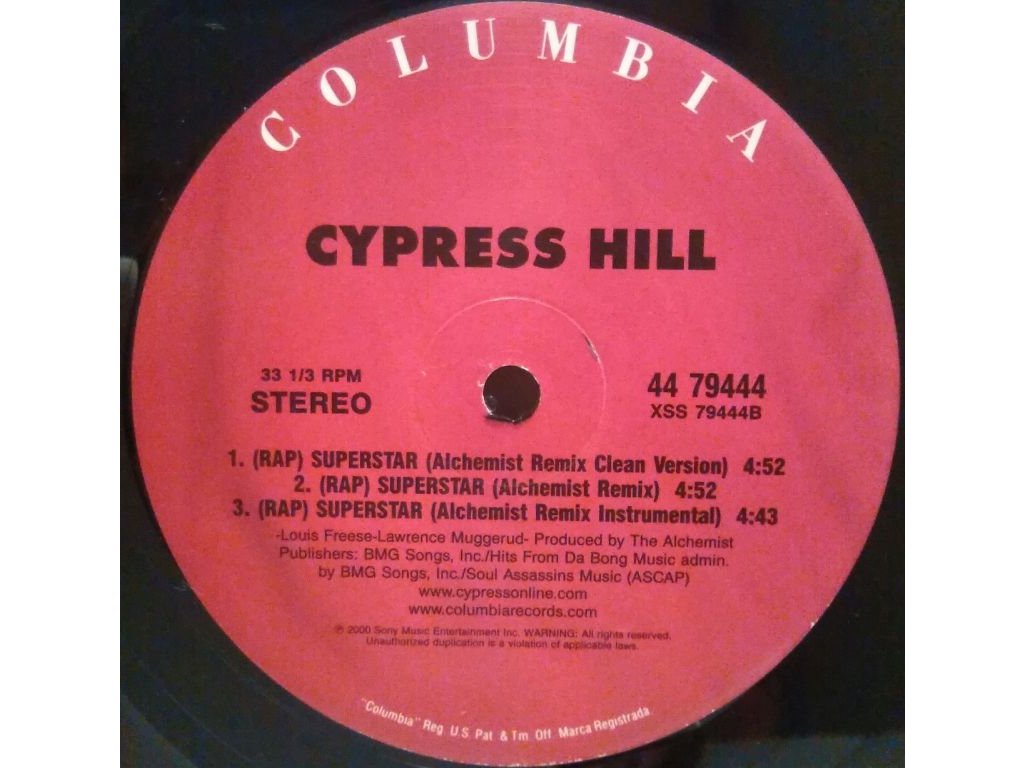 COLUMBIA
CYPRESS HILL
33 1/3 RPM
STEREO
44 79444
XSS 79444B
1. (RAP) SUPERSTAR (Alchemist Remix Clean Version) 4:52
2. (RAP) SUPERSTAR (Alchemist Remix) 4:52
3. (RAP) SUPERSTAR (Alchemist Remix Instrumental) 4:43
-Louis Freese-Lawrence Muggerud- Produced by The Alchemist
Publishers: BMG Songs, Inc./Hits From Da Bong Music admin.
by BMG Songs, Inc./Soul Assassins Music (ASCAP)
www.cypressonline.com
www.columbiarecords.com
℗ 2000 Sony Music Entertainment Inc. WARNING: All rights reserved.
Unauthorized duplication is a violation of applicable laws.
"Columbia" Reg. U.S. Pat. & Tm. Off. Marca Registrada